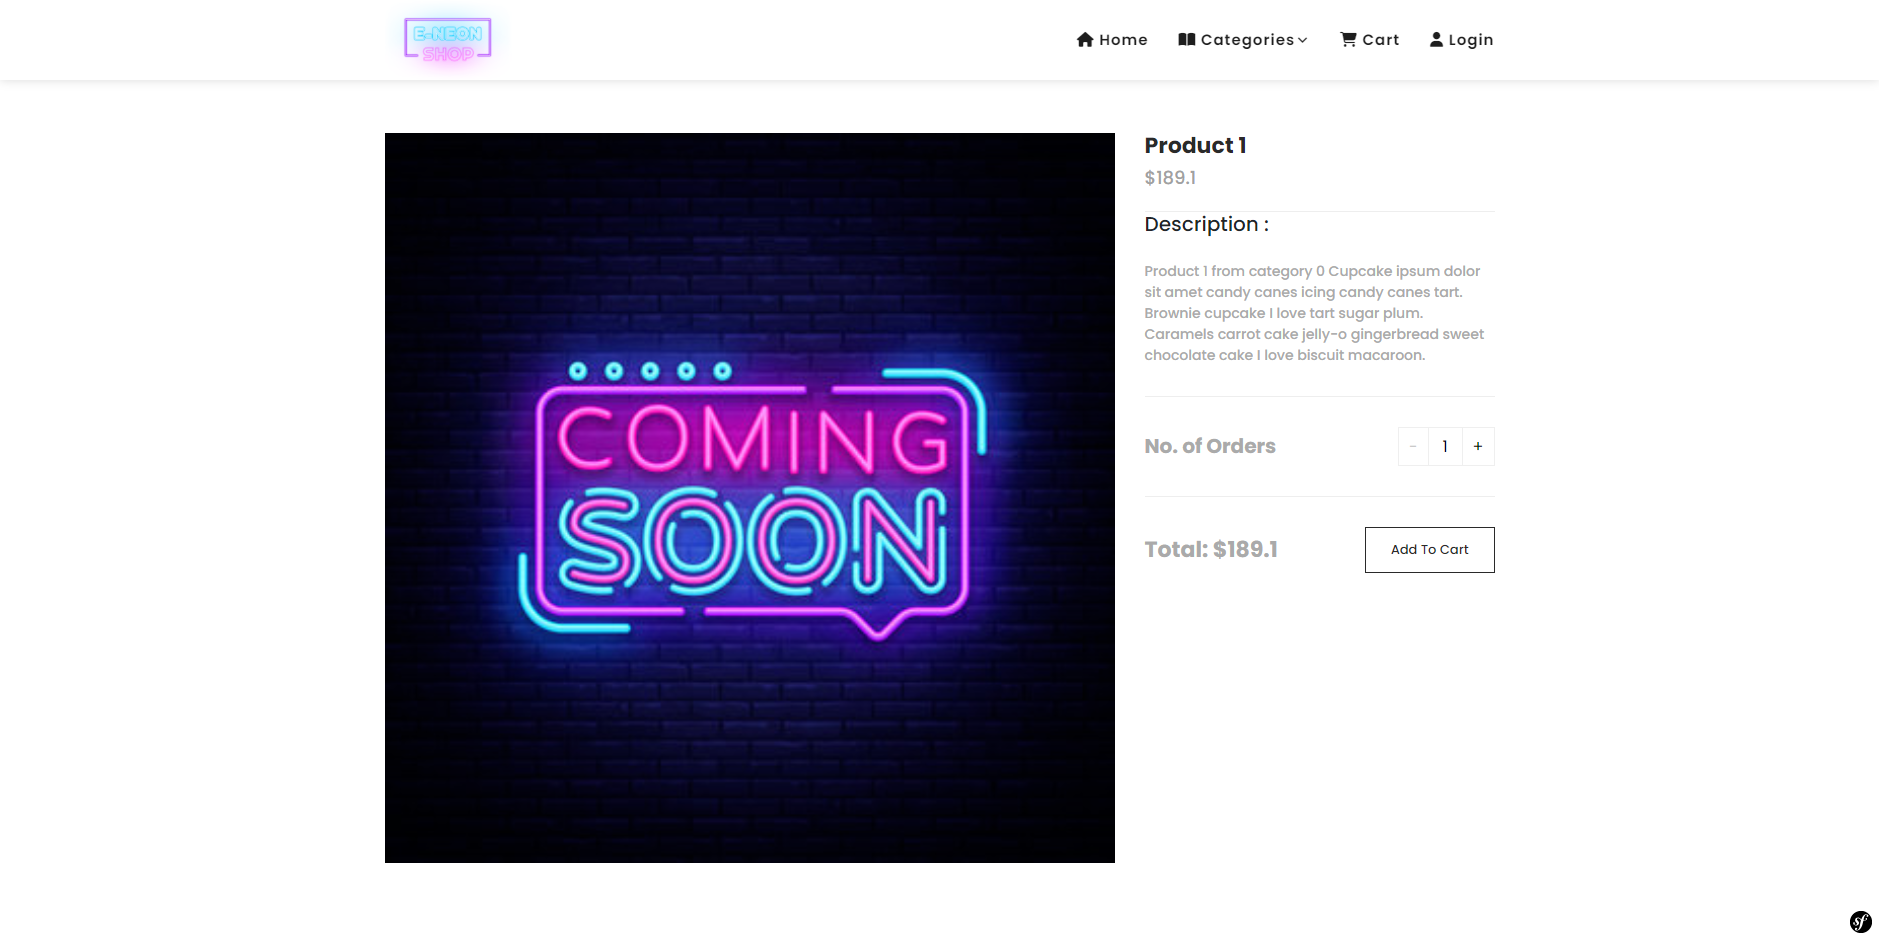 E-NEON
SHOP
Home
Categories
Cart
Login
COMING
SOON
Product 1
$189.1
Description :
Product 1 from category 0 Cupcake ipsum dolor
sit amet candy canes icing candy canes tart.
Brownie cupcake I love tart sugar plum.
Caramels carrot cake jelly-o gingerbread sweet
chocolate cake I love biscuit macaroon.
No. of Orders
- 1 +
Total: $189.1
Add To Cart
sf